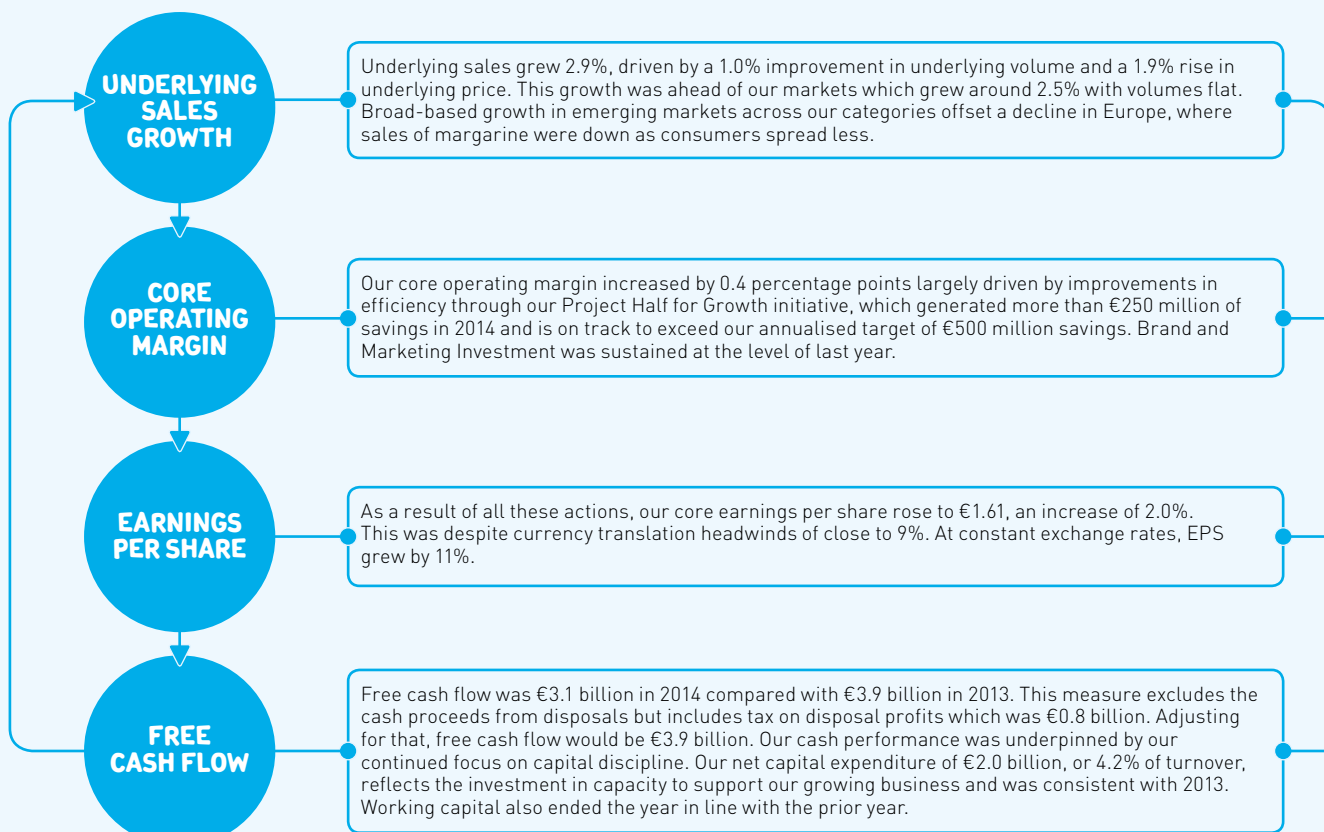 UNDERLYING
SALES
GROWTH
Underlying sales grew 2.9%, driven by a 1.0% improvement in underlying volume and a 1.9% rise in
underlying price. This growth was ahead of our markets which grew around 2.5% with volumes flat.
Broad-based growth in emerging markets across our categories offset a decline in Europe, where
sales of margarine were down as consumers spread less.
CORE
OPERATING
MARGIN
Our core operating margin increased by 0.4 percentage points largely driven by improvements in
efficiency through our Project Half for Growth initiative, which generated more than €250 million of
savings in 2014 and is on track to exceed our annualised target of €500 million savings. Brand and
Marketing Investment was sustained at the level of last year.
EARNINGS
PER SHARE
As a result of all these actions, our core earnings per share rose to €1.61, an increase of 2.0%.
This was despite currency translation headwinds of close to 9%. At constant exchange rates, EPS
grew by 11%.
FREE
CASH FLOW
Free cash flow was €3.1 billion in 2014 compared with €3.9 billion in 2013. This measure excludes the
cash proceeds from disposals but includes tax on disposal profits which was €0.8 billion. Adjusting
for that, free cash flow would be €3.9 billion. Our cash performance was underpinned by our
continued focus on capital discipline. Our net capital expenditure of €2.0 billion, or 4.2% of turnover,
reflects the investment in capacity to support our growing business and was consistent with 2013.
Working capital also ended the year in line with the prior year.